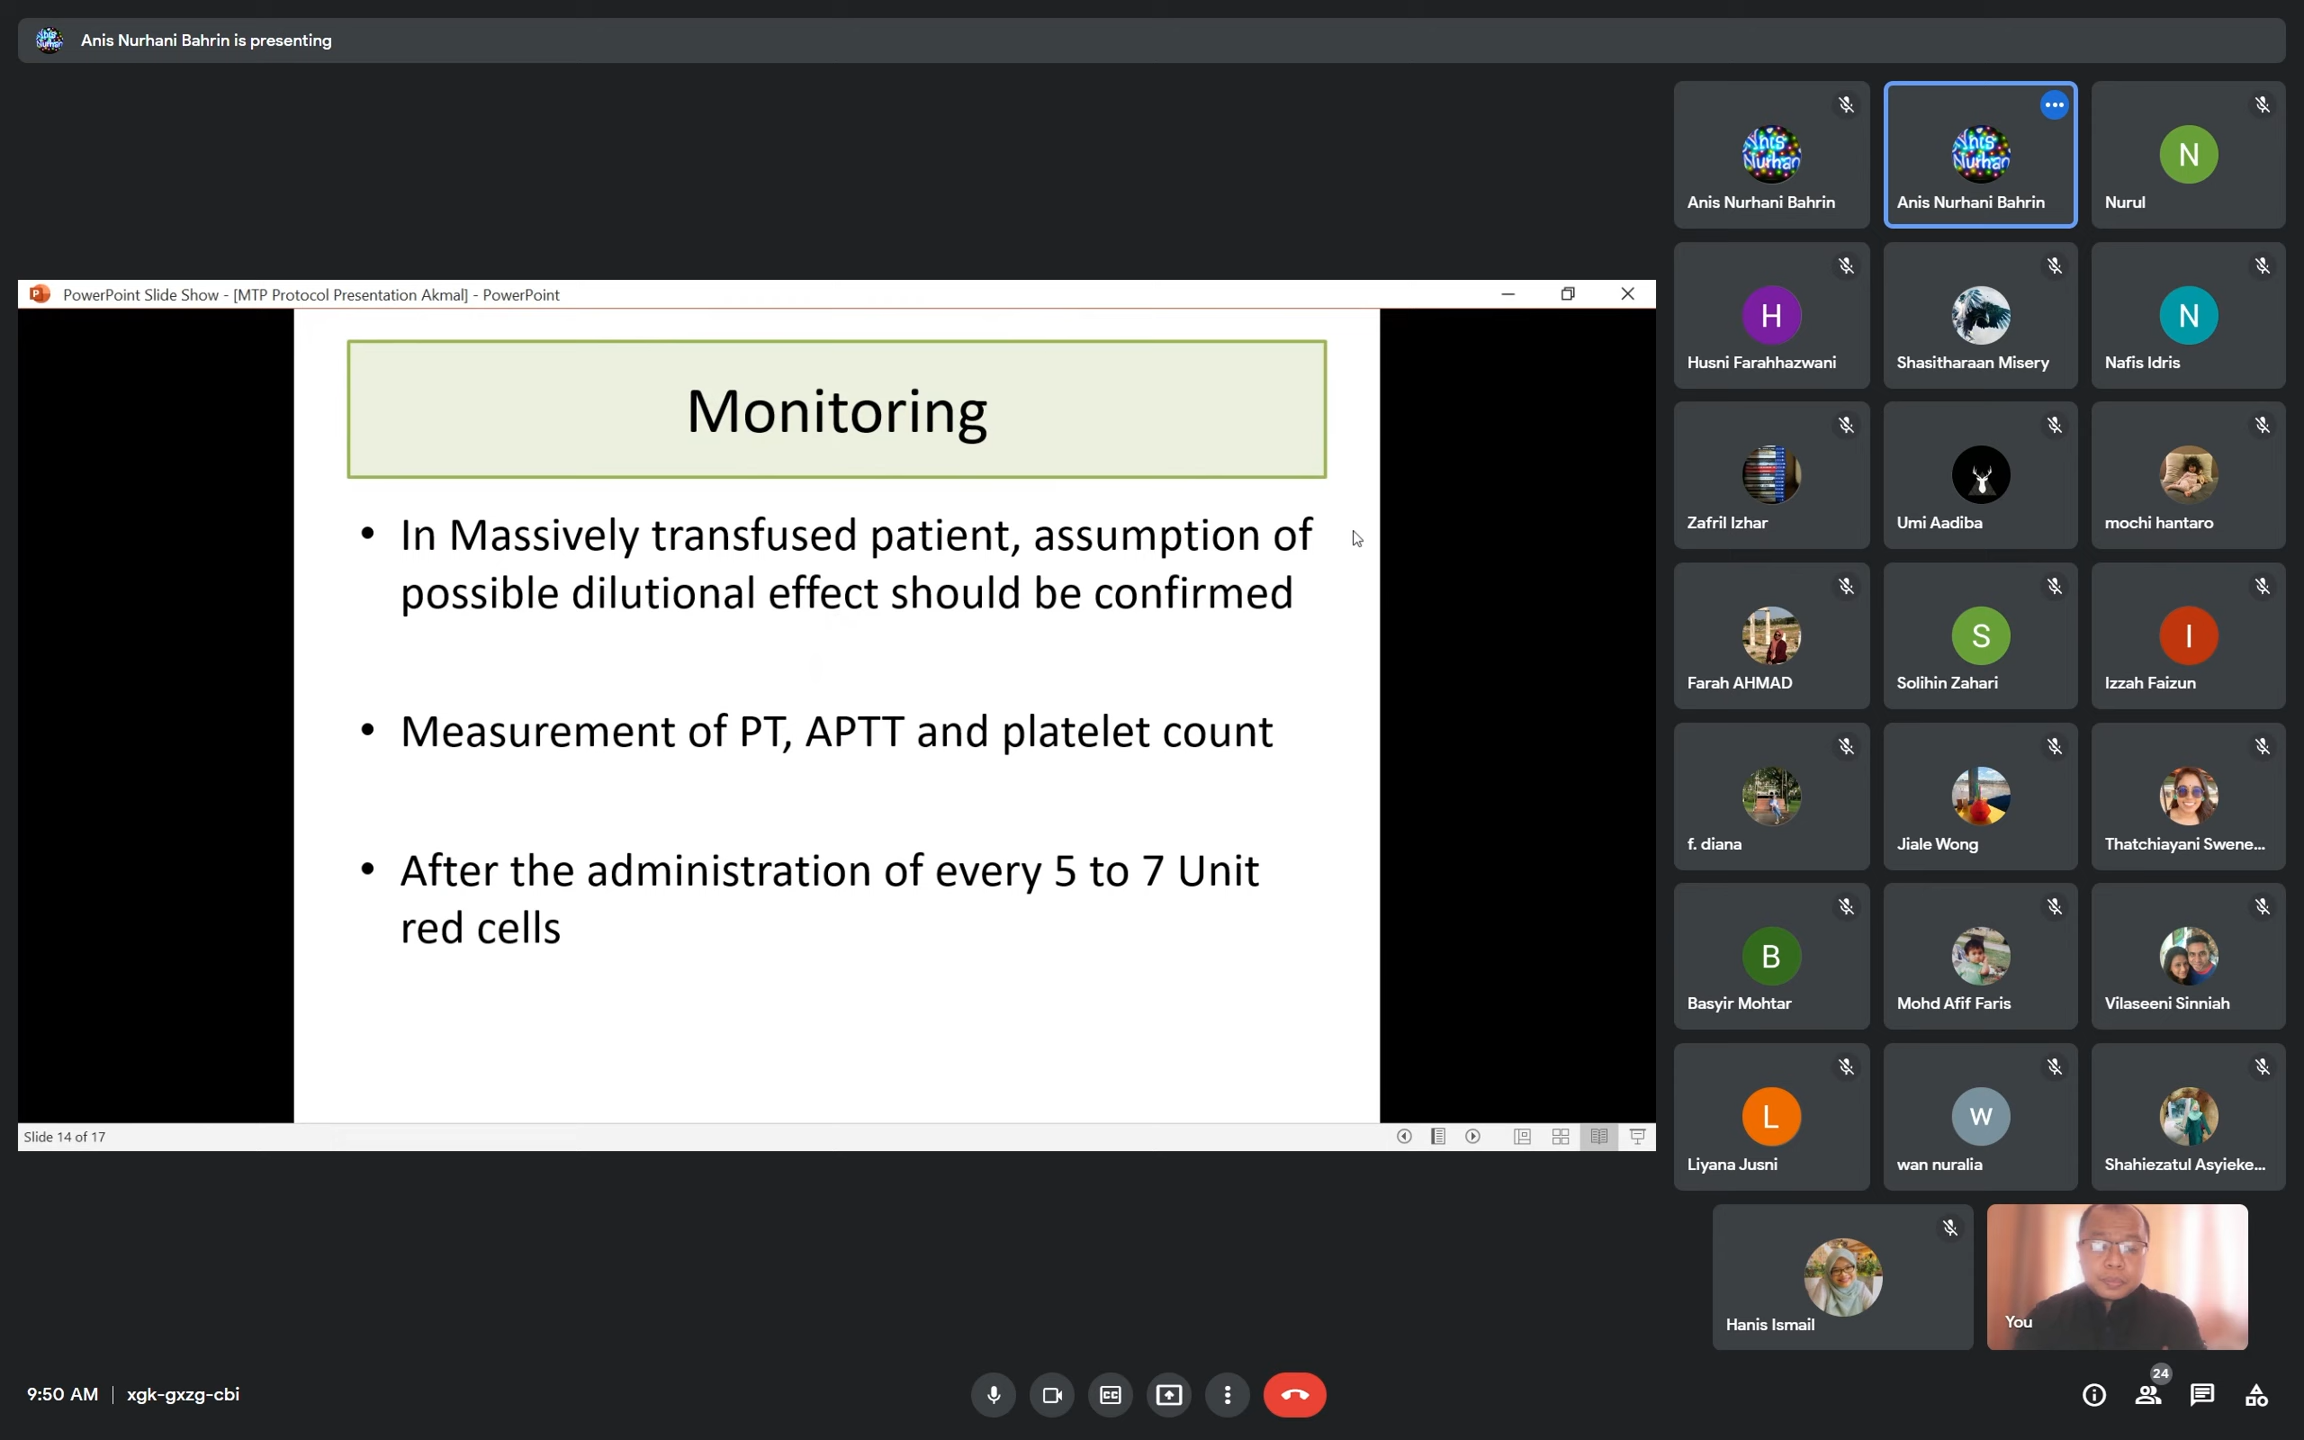 Anis Nurhani Bahrin is presenting
PowerPoint Slide Show - [MTP Protocol Presentation Akmal] - PowerPoint
Monitoring
• In Massively transfused patient, assumption of
possible dilutional effect should be confirmed
• Measurement of PT, APTT and platelet count
• After the administration of every 5 to 7 Unit
red cells
Slide 14 of 17
Anis Nurhani Bahrin
Anis Nurhani Bahrin
N
Nurul
H
Husni Farahhazwani
Shasitharaan Misery
N
Nafis Idris
Zafril Izhar
Umi Aadiba
mochi hantaro
Farah AHMAD
S
Solihin Zahari
I
Izzah Faizun
f. diana
Jiale Wong
Thatchiayani Swene...
B
Basyir Mohtar
Mohd Afif Faris
Vilaseeni Sinniah
L
Liyana Jusni
W
wan nuralia
Shahiezatul Asyieke...
Hanis Ismail
You
9:50 AM | xgk-gxzg-cbi
CC
24